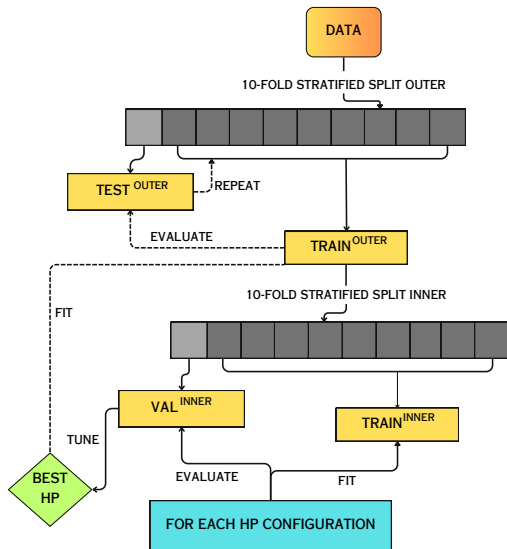 DATA
10-FOLD STRATIFIED SPLIT OUTER
TEST OUTER
REPEAT
EVALUATE
TRAIN OUTER
10-FOLD STRATIFIED SPLIT INNER
FIT
VAL INNER
TRAIN INNER
TUNE
BEST
HP
EVALUATE
FIT
FOR EACH HP CONFIGURATION